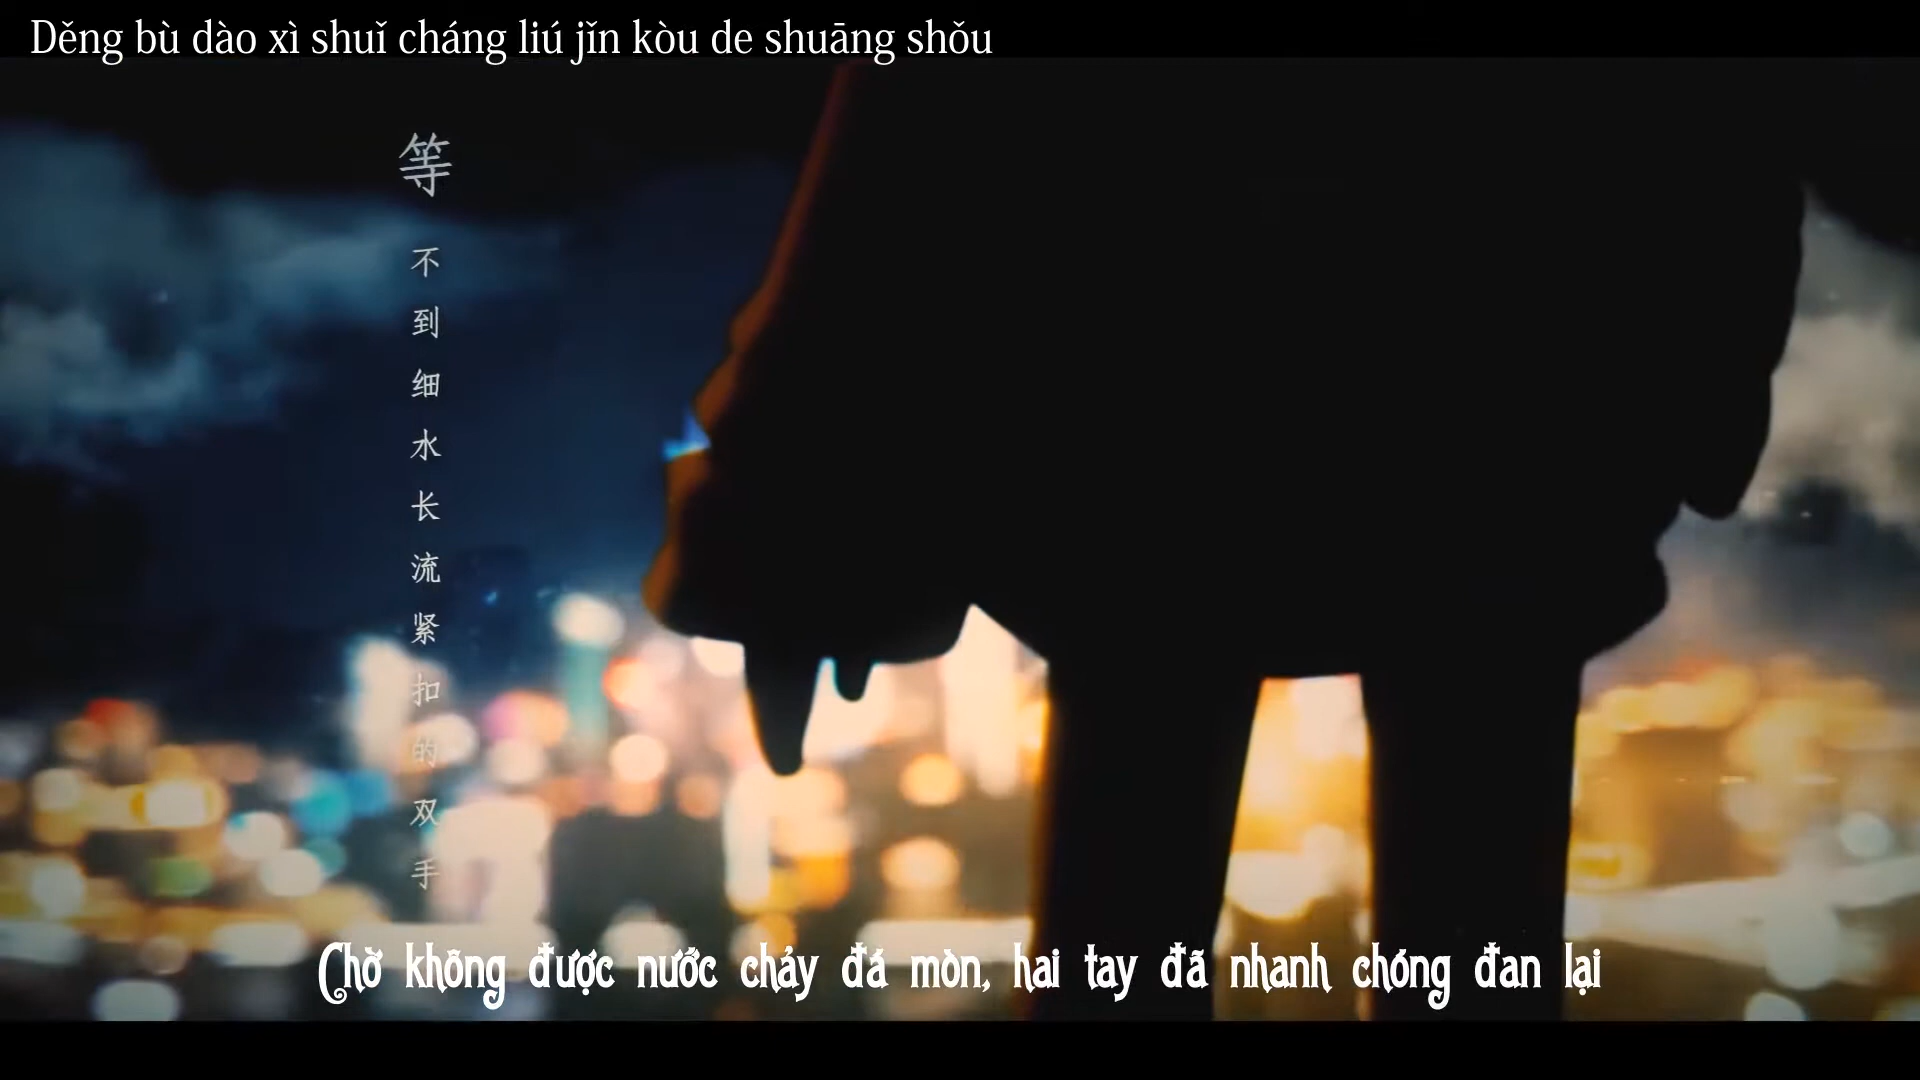 Děng bù dào xì shuǐ cháng liú jǐn kòu de shuāng shǒu
等不到细水长流紧扣的双手
Chờ không được nước chảy đá mòn, hai tay đã nhanh chóng đan lại